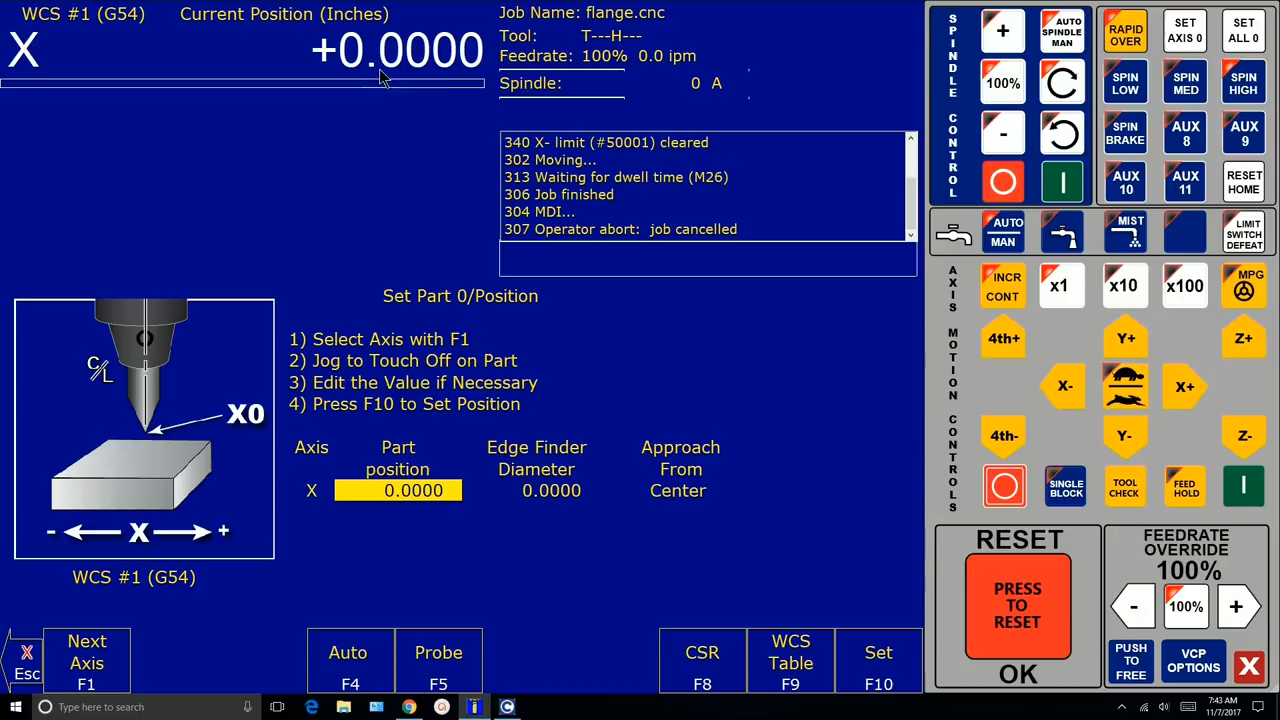 WCS #1 (G54) Current Position (Inches)
X +0.0000
Job Name: flange.cnc
Tool: T---H---
Feedrate: 100% 0.0 ipm
Spindle: 0 A
340 X- limit (#50001) cleared
302 Moving...
313 Waiting for dwell time (M26)
306 Job finished
304 MDI...
307 Operator abort: job cancelled
Set Part 0/Position
1) Select Axis with F1
2) Jog to Touch Off on Part
3) Edit the Value if Necessary
4) Press F10 to Set Position
Axis Part position Edge Finder Diameter Approach From
X 0.0000 0.0000 Center
C/L
X0
- X +
WCS #1 (G54)
X Esc
Next Axis F1
Auto F4
Probe F5
CSR F8
WCS Table F9
Set F10
SPINDLE CONTROL
+
AUTO SPINDLE MAN
100%
-
RAPID OVER
SET AXIS 0
SET ALL 0
SPIN LOW
SPIN MED
SPIN HIGH
SPIN BRAKE
AUX 8
AUX 9
AUX 10
AUX 11
RESET HOME
AUTO MAN
MIST
LIMIT SWITCH DEFEAT
AXIS MOTION CONTROLS
INCR CONT
x1
x10
x100
MPG
4th+
Y+
Z+
X-
X+
4th-
Y-
Z-
SINGLE BLOCK
TOOL CHECK
FEED HOLD
RESET
PRESS TO RESET
OK
FEEDRATE OVERRIDE
100%
-
100%
+
PUSH TO FREE
VCP OPTIONS
X
Type here to search
7:43 AM
11/7/2017